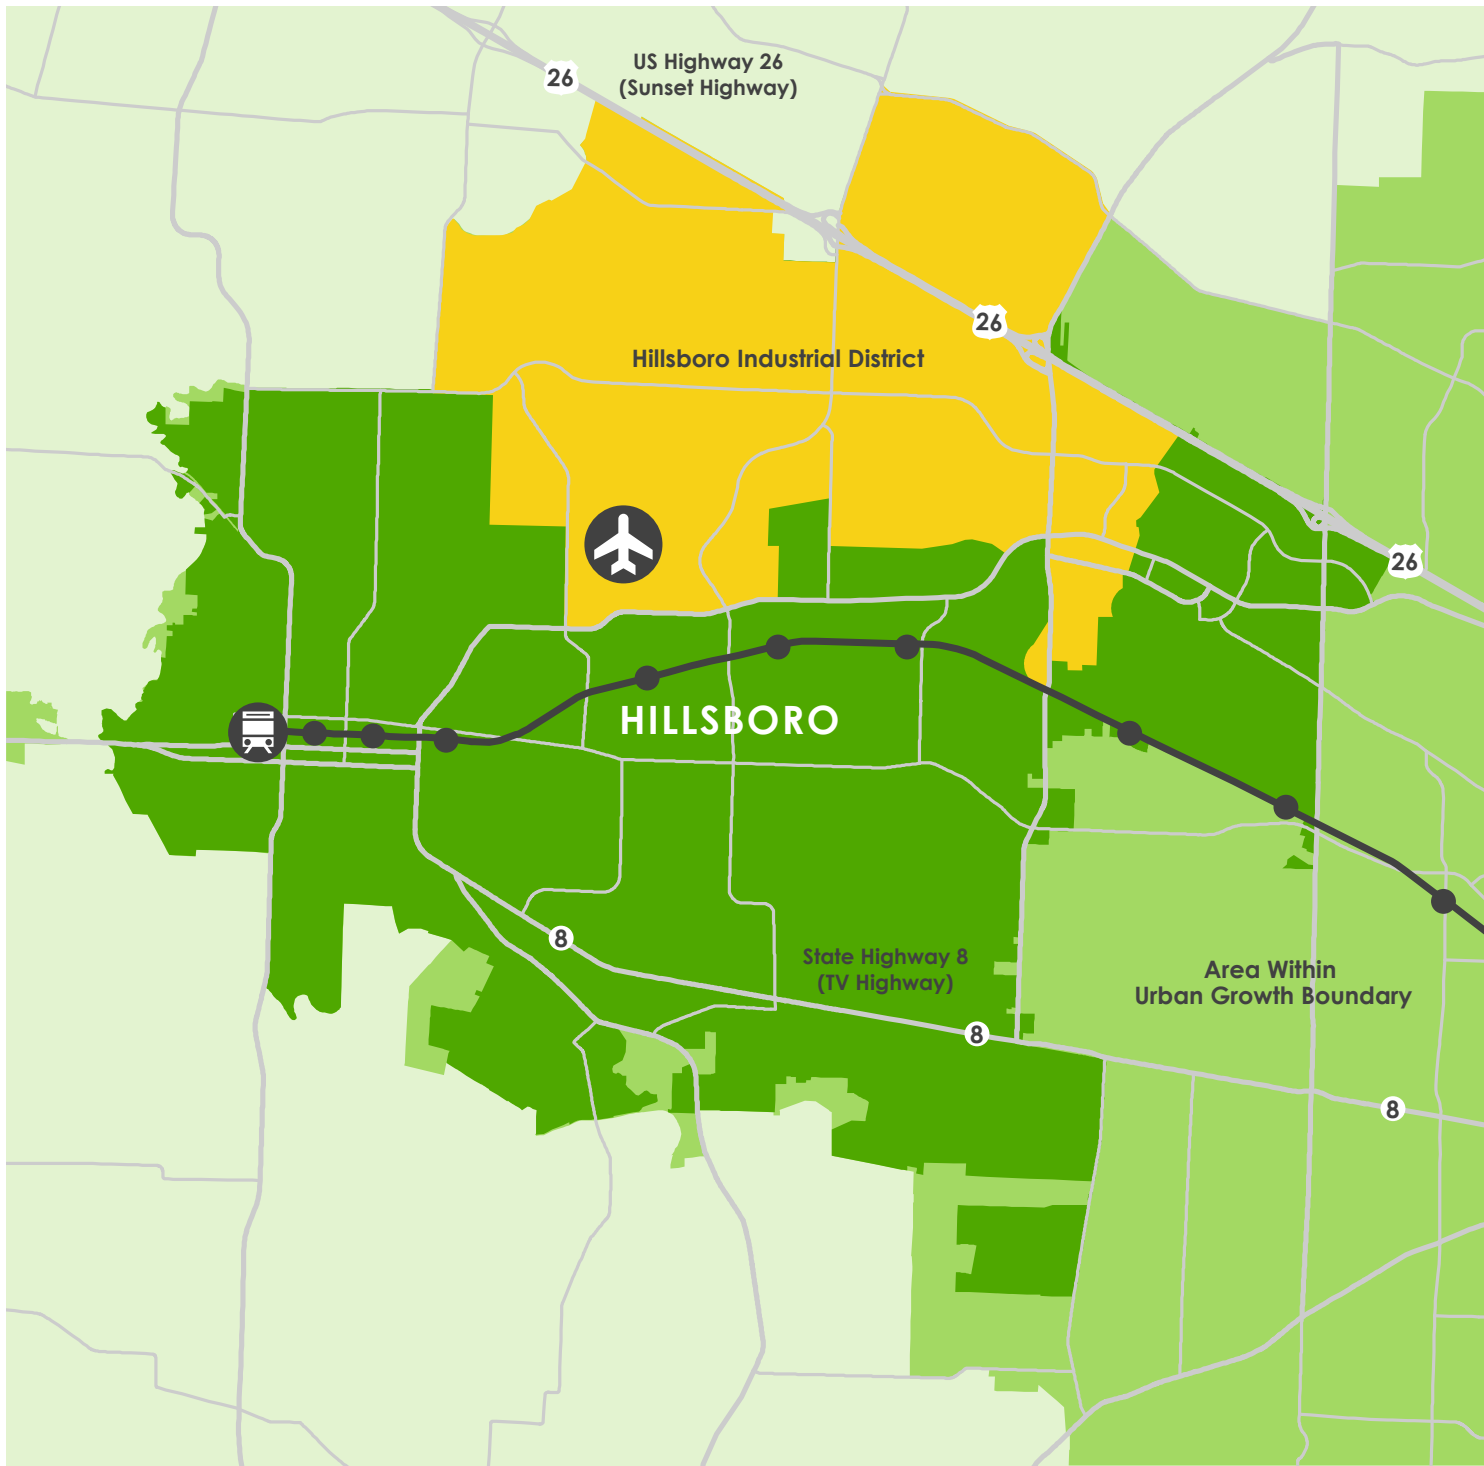 US Highway 26
(Sunset Highway)
26
26
Hillsboro Industrial District
26
HILLSBORO
8
State Highway 8
(TV Highway)
Area Within
Urban Growth Boundary
8
8